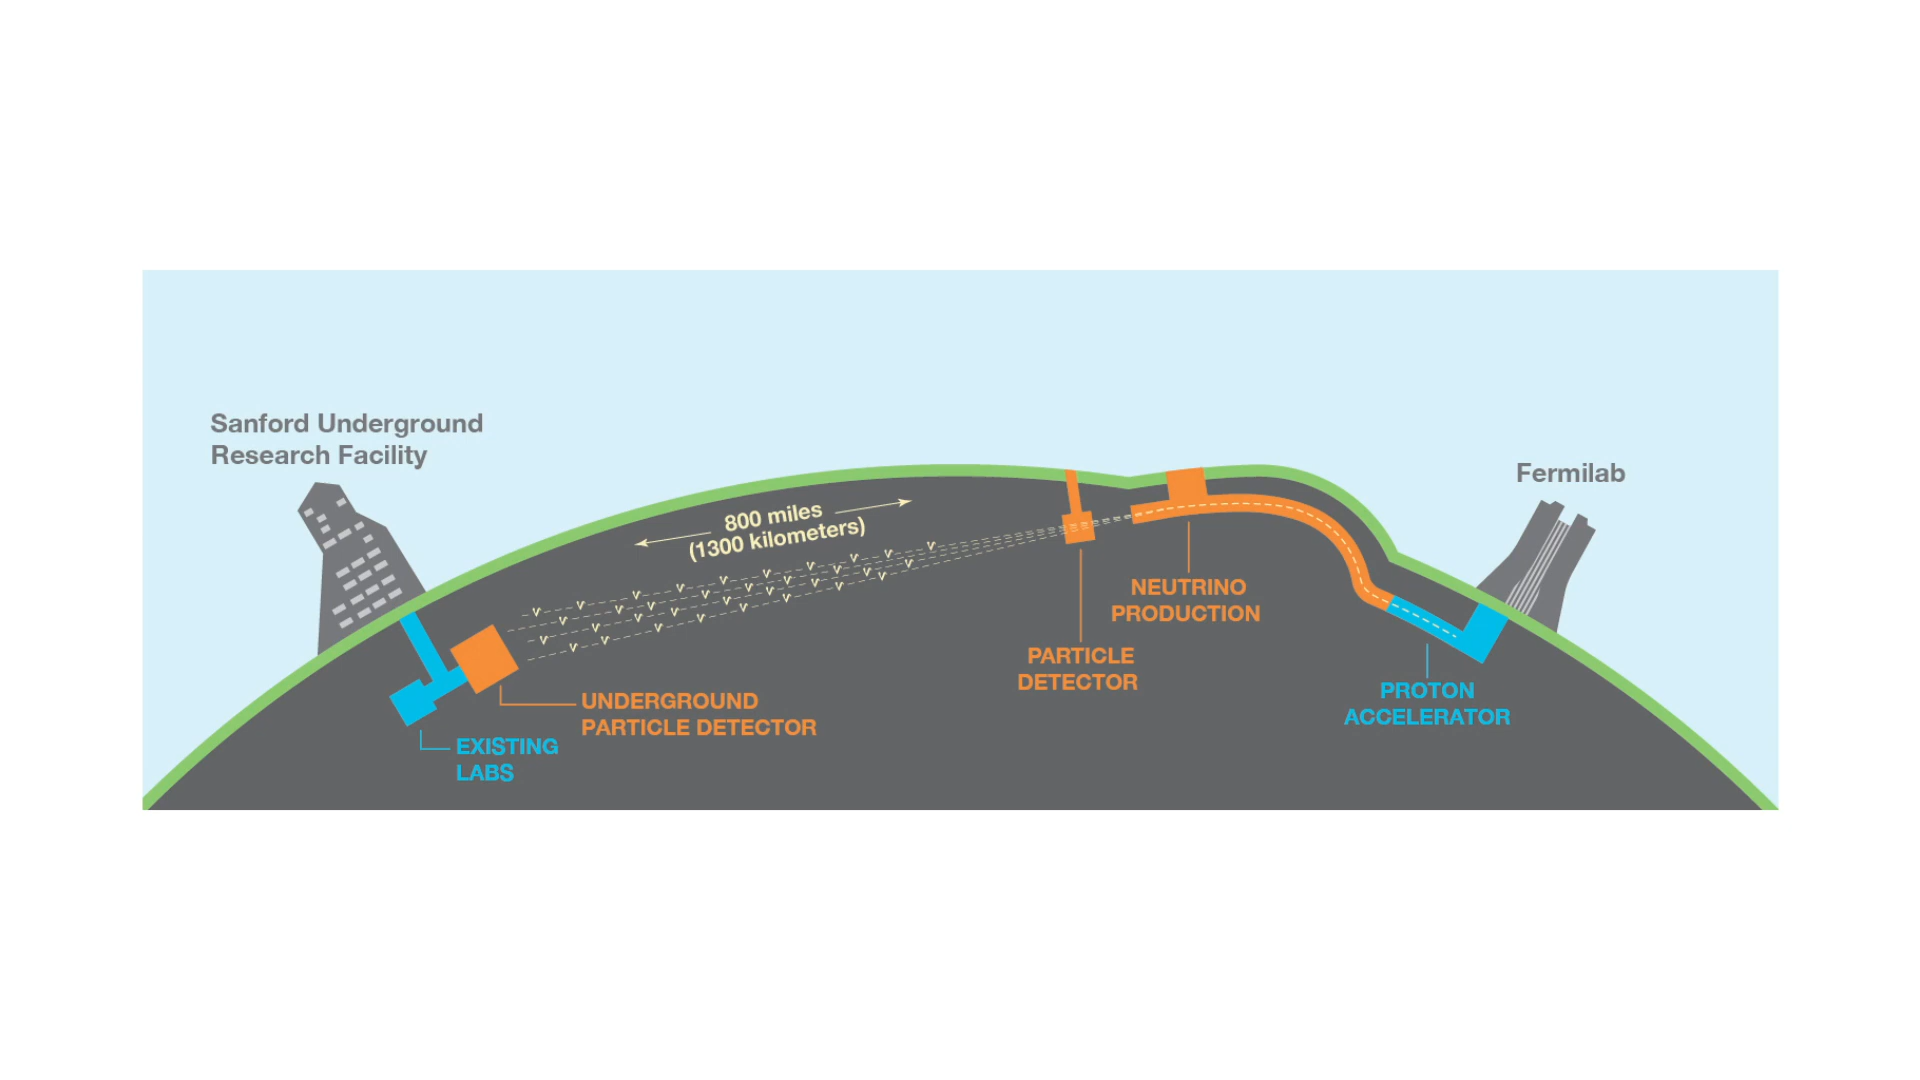 Sanford Underground
Research Facility
Fermilab
800 miles
(1300 kilometers)
NEUTRINO
PRODUCTION
PARTICLE
DETECTOR
PROTON
ACCELERATOR
UNDERGROUND
PARTICLE DETECTOR
EXISTING
LABS